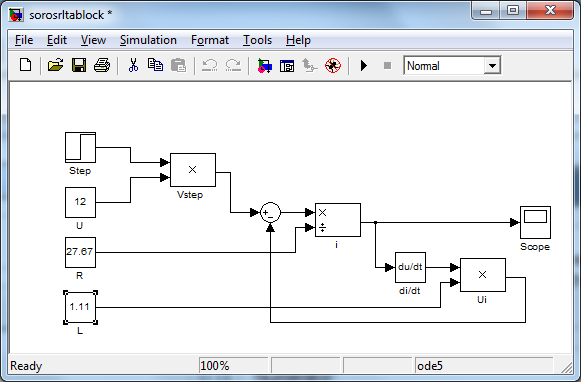 sorosrltablock *
File Edit View Simulation Format Tools Help
Normal
Step
×
Vstep
12
U
+
-
×
÷
i
27.67
R
Scope
du/dt
di/dt
×
Ui
1.11
L
Ready 100% ode5